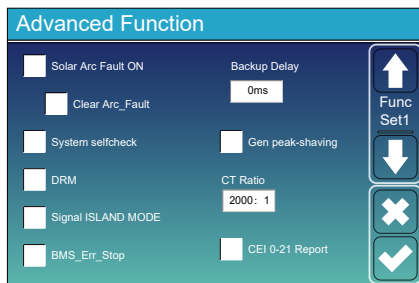 Advanced Function
Solar Arc Fault ON
Backup Delay
Clear Arc_Fault
0ms
Func
Set1
System selfcheck
Gen peak-shaving
DRM
CT Ratio
2000: 1
Signal ISLAND MODE
BMS_Err_Stop
CEI 0-21 Report